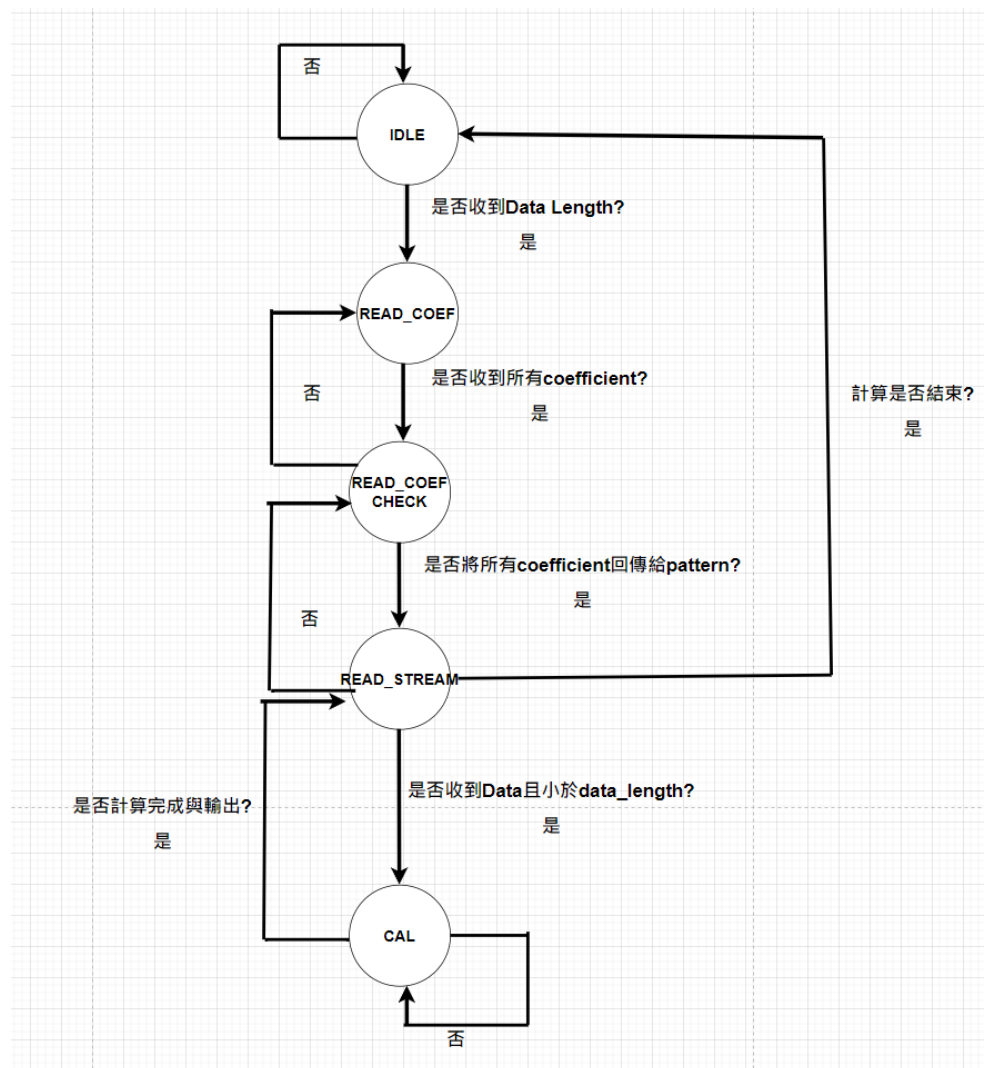 否
IDLE
是否收到Data Length?
是
READ_COEF
是否收到所有coefficient?
是
否
計算是否結束?
是
READ_COEF
CHECK
是否將所有coefficient回傳給pattern?
是
否
READ_STREAM
是否收到Data且小於data_length?
是
是否計算完成與輸出?
是
CAL
否